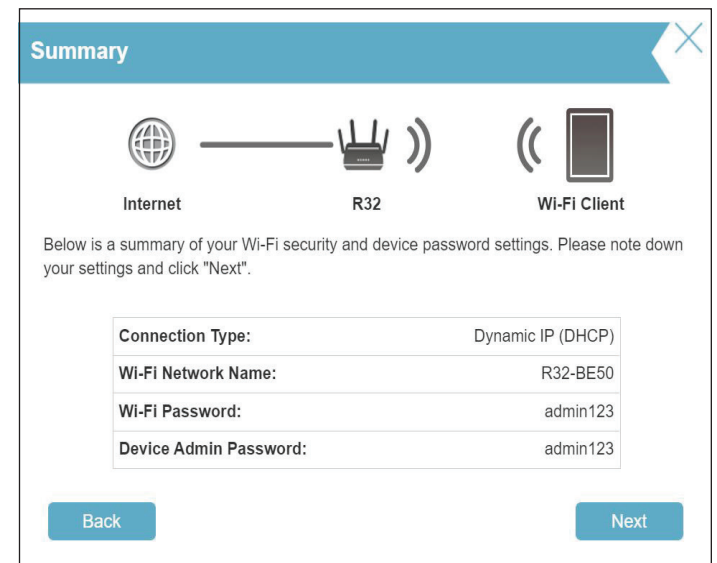 Summary
Internet
R32
Wi-Fi Client
Below is a summary of your Wi-Fi security and device password settings. Please note down
your settings and click "Next".
Connection Type: Dynamic IP (DHCP)
Wi-Fi Network Name: R32-BE50
Wi-Fi Password: admin123
Device Admin Password: admin123
Back Next